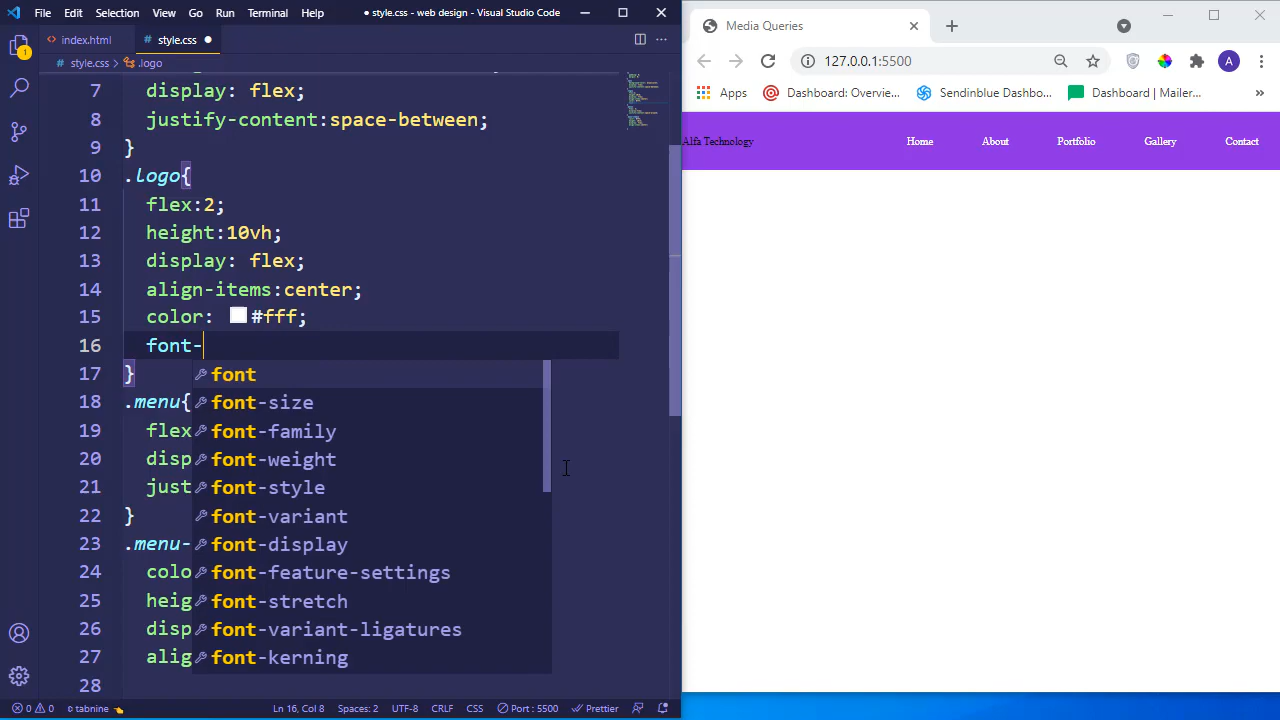 File Edit Selection View Go Run Terminal Help ● style.css - web design - Visual Studio Code
<> index.html # style.css ●
# style.css > .logo
7 display: flex;
8 justify-content:space-between;
9 }
10 .logo{
11 flex:2;
12 height:10vh;
13 display: flex;
14 align-items:center;
15 color: #fff;
16 font-
17 }
18 .menu{
19 flex
20 disp
21 just
22 }
23 .menu-
24 colo
25 heig
26 disp
27 alig
28
font
font-size
font-family
font-weight
font-style
font-variant
font-display
font-feature-settings
font-stretch
font-variant-ligatures
font-kerning
1
0 0 tabnine Ln 16, Col 8 Spaces: 2 UTF-8 CRLF CSS Port : 5500 Prettier
Media Queries
127.0.0.1:5500 A
Apps Dashboard: Overvie... Sendinblue Dashbo... Dashboard | Mailer... »
Alfa Technology Home About Portfolio Gallery Contact